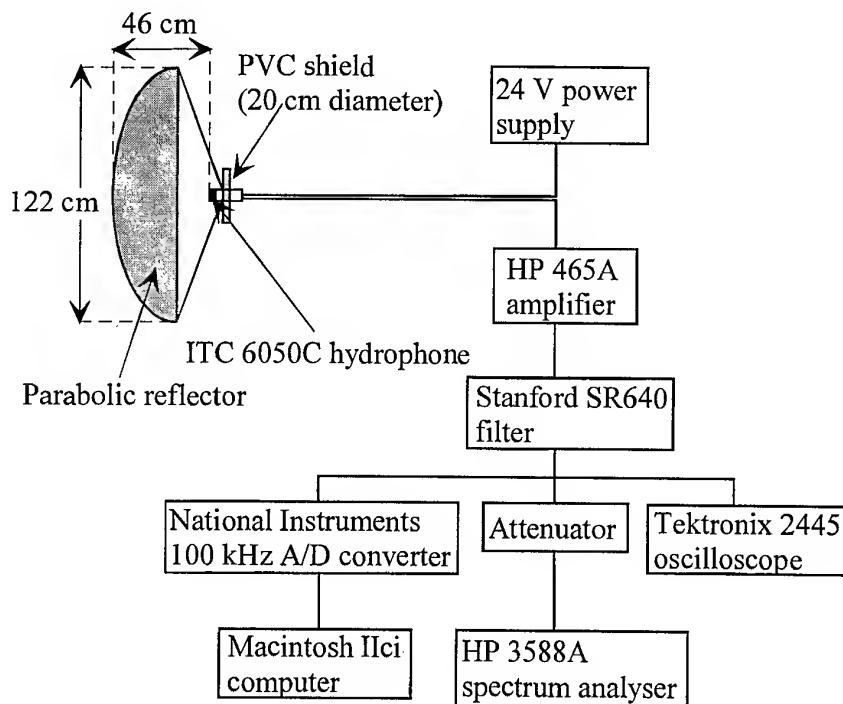 46 cm
PVC shield
(20 cm diameter)
24 V power
supply
122 cm
HP 465A
amplifier
ITC 6050C hydrophone
Parabolic reflector
Stanford SR640
filter
National Instruments
100 kHz A/D converter
Attenuator
Tektronix 2445
oscilloscope
Macintosh IIci
computer
HP 3588A
spectrum analyser